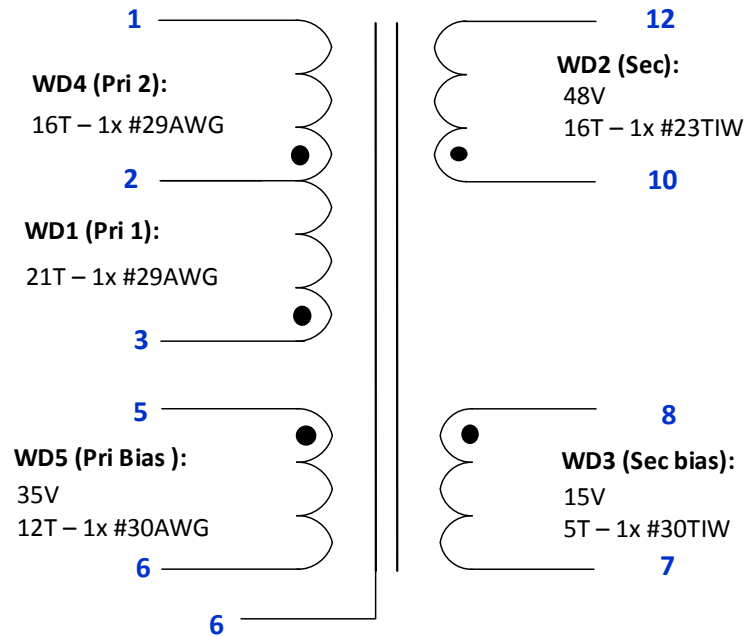 1
12
WD4 (Pri 2):
16T – 1x #29AWG
WD2 (Sec):
48V
16T – 1x #23TIW
2
10
WD1 (Pri 1):
21T – 1x #29AWG
3
5
8
WD5 (Pri Bias ):
35V
12T – 1x #30AWG
WD3 (Sec bias):
15V
5T – 1x #30TIW
6
7
6